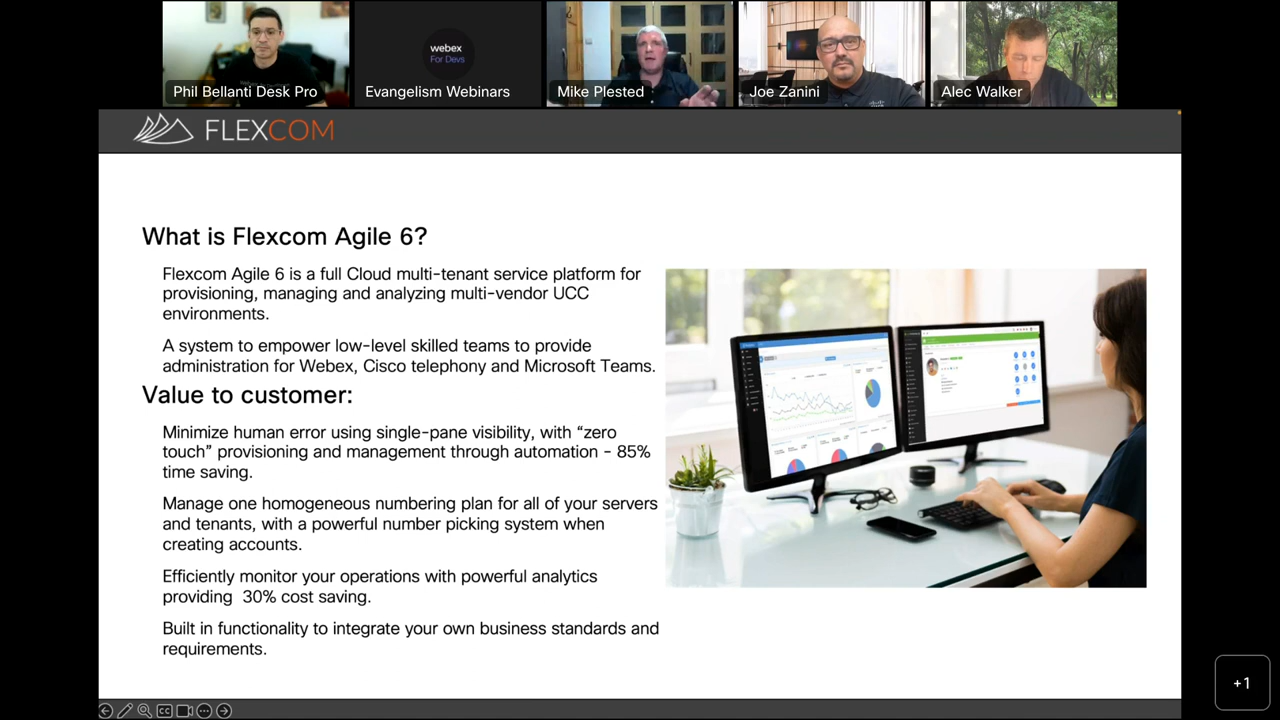 webex
For Devs
Phil Bellanti Desk Pro
Evangelism Webinars
Mike Plested
Joe Zanini
Alec Walker
FLEXCOM
What is Flexcom Agile 6?
Flexcom Agile 6 is a full Cloud multi-tenant service platform for
provisioning, managing and analyzing multi-vendor UCC
environments.
A system to empower low-level skilled teams to provide
administration for Webex, Cisco telephony and Microsoft Teams.
Value to customer:
Minimize human error using single-pane visibility, with “zero
touch” provisioning and management through automation - 85%
time saving.
Manage one homogeneous numbering plan for all of your servers
and tenants, with a powerful number picking system when
creating accounts.
Efficiently monitor your operations with powerful analytics
providing  30% cost saving.
Built in functionality to integrate your own business standards and
requirements.
CC
+1